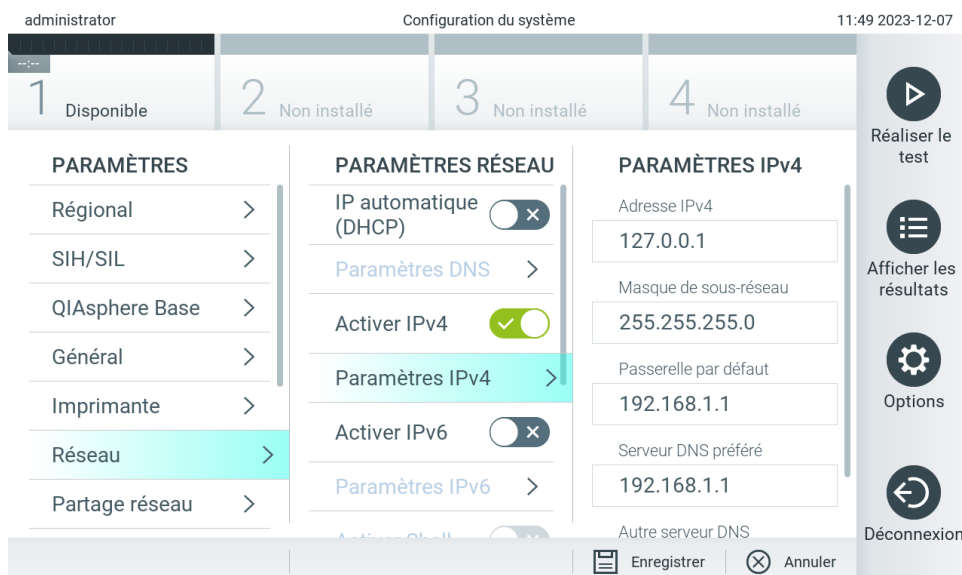 administrator
Configuration du système
11:49 2023-12-07
--:--
1 Disponible
2 Non installé
3 Non installé
4 Non installé
PARAMÈTRES
Régional
SIH/SIL
QIAsphere Base
Général
Imprimante
Réseau
Partage réseau
PARAMÈTRES RÉSEAU
IP automatique
(DHCP)
Paramètres DNS
Activer IPv4
Paramètres IPv4
Activer IPv6
Paramètres IPv6
PARAMÈTRES IPv4
Adresse IPv4
127.0.0.1
Masque de sous-réseau
255.255.255.0
Passerelle par défaut
192.168.1.1
Serveur DNS préféré
192.168.1.1
Autre serveur DNS
Réaliser le
test
Afficher les
résultats
Options
Déconnexion
Enregistrer
Annuler